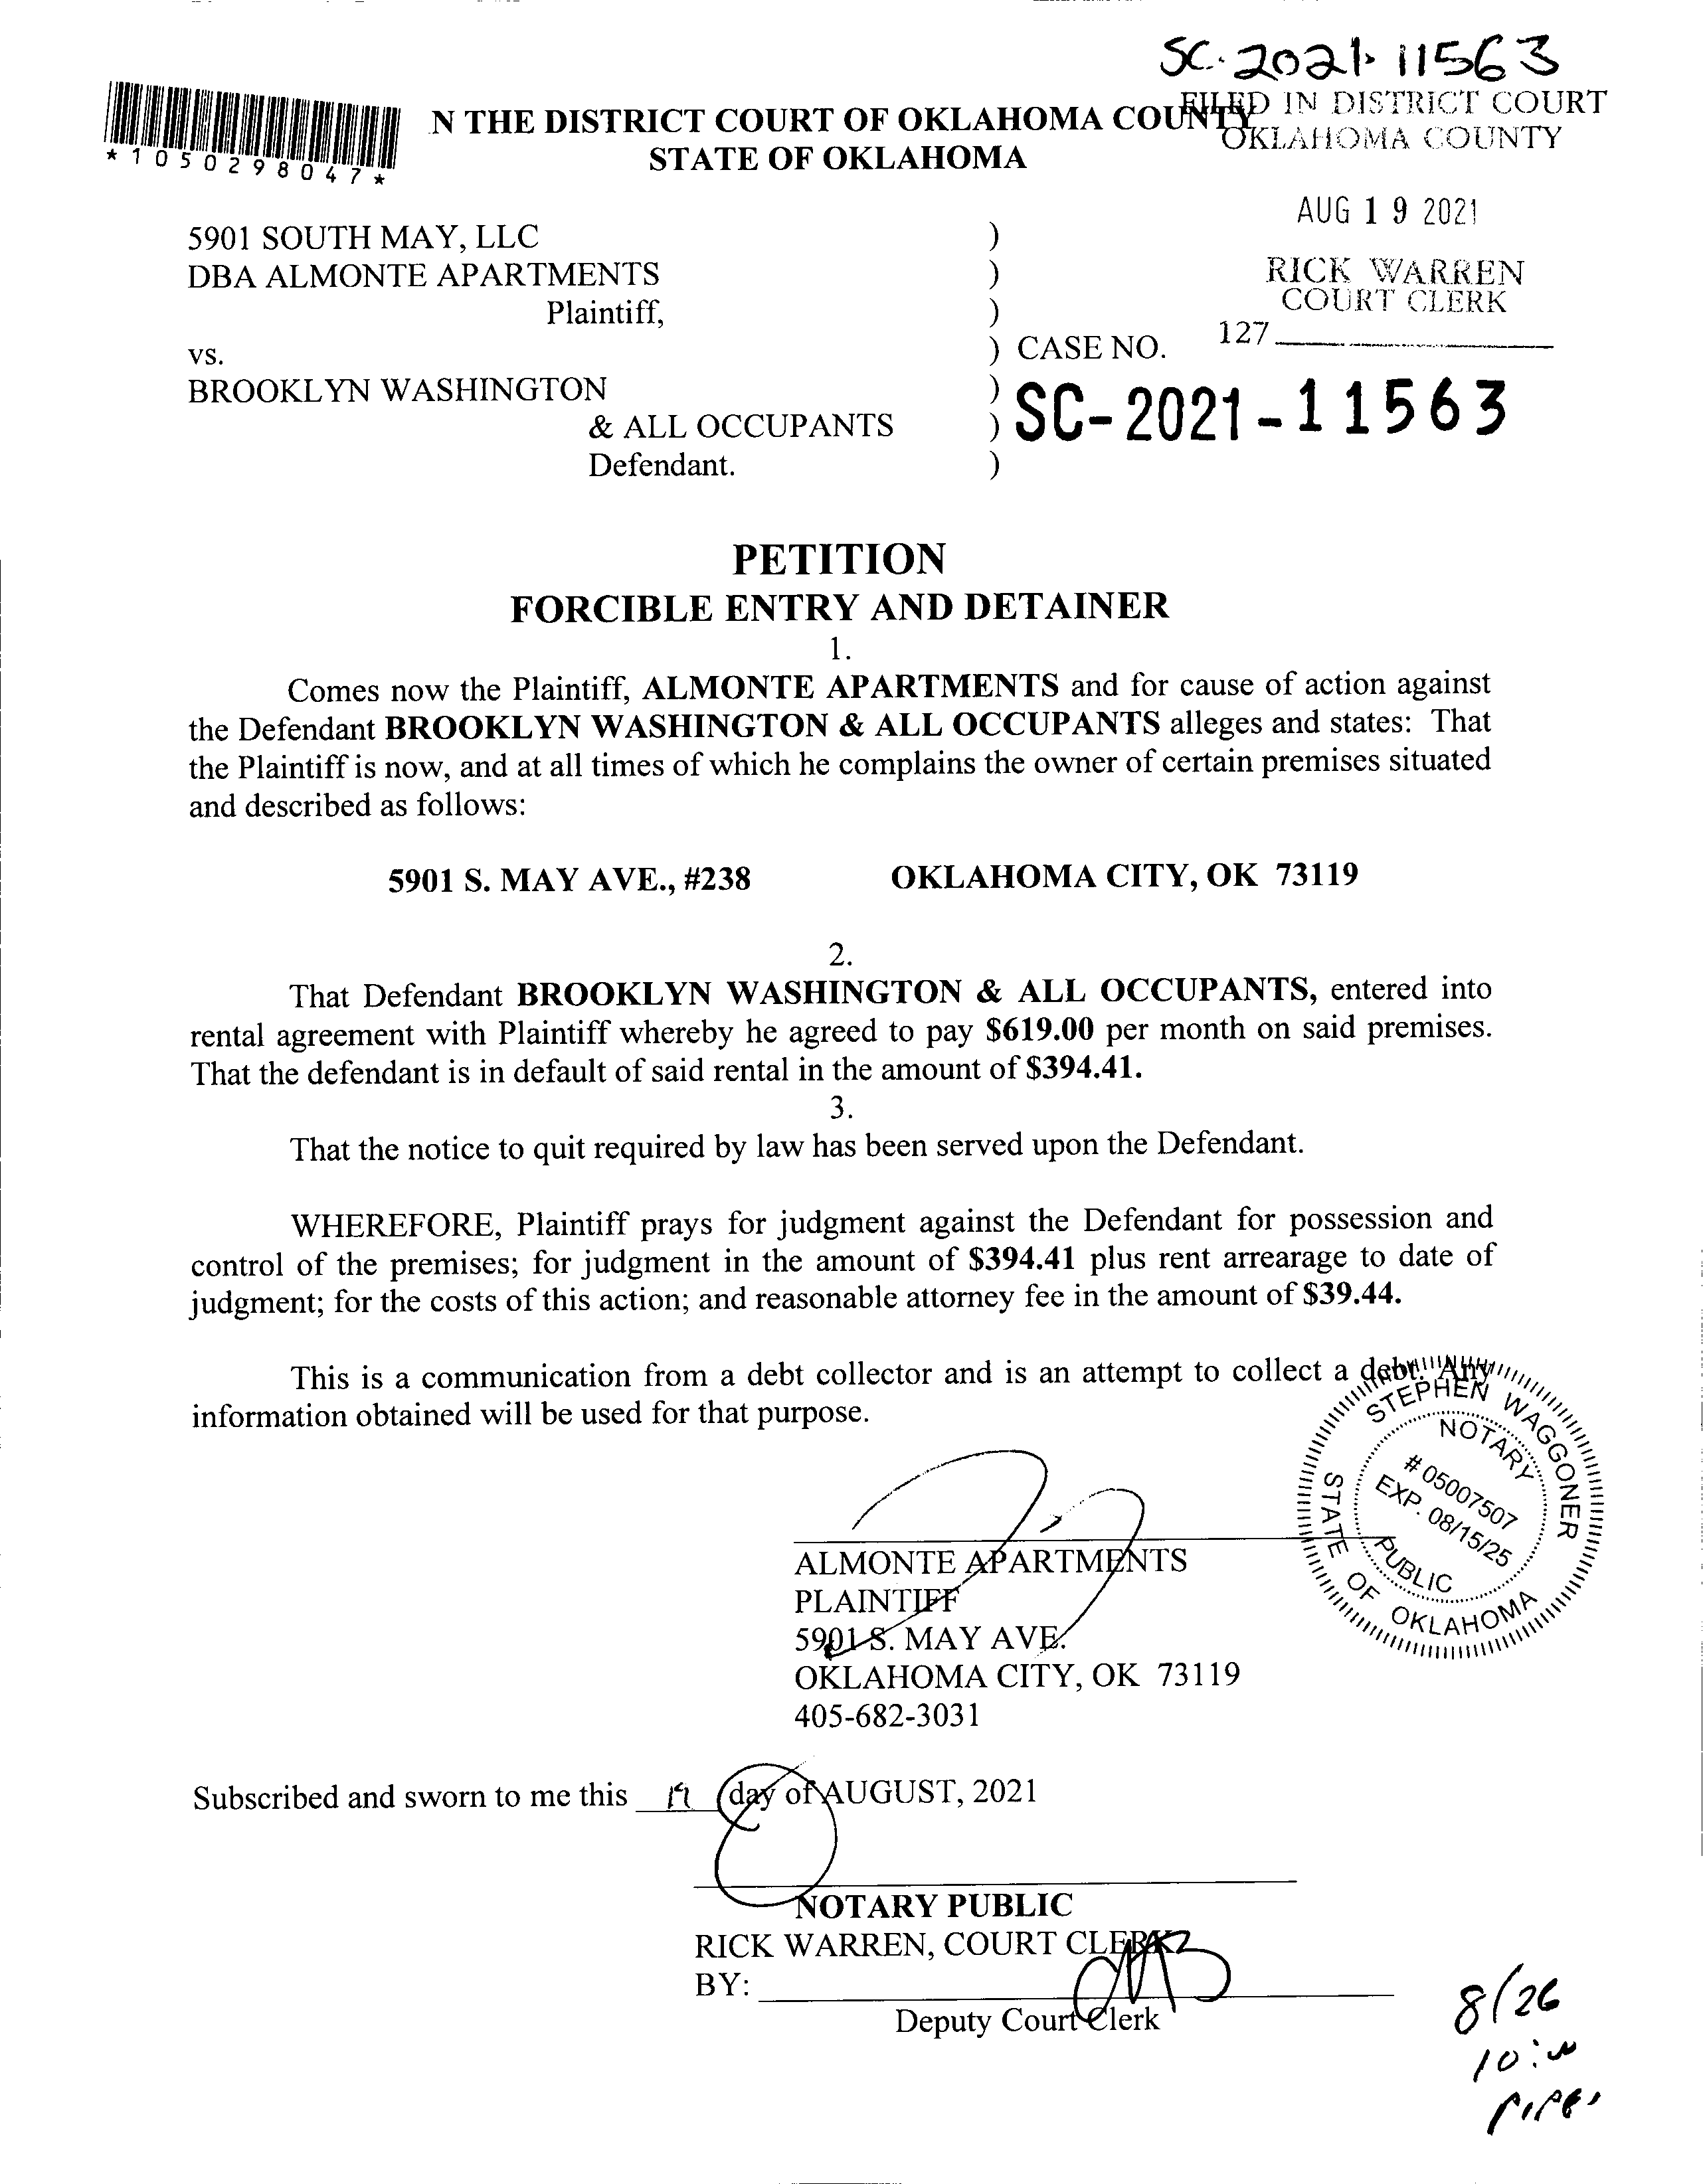 SC-2021-11563
*1050298047*
N THE DISTRICT COURT OF OKLAHOMA COUNTY
STATE OF OKLAHOMA
FILED IN DISTRICT COURT
OKLAHOMA COUNTY
AUG 19 2021
RICK WARREN
COURT CLERK
127
5901 SOUTH MAY, LLC )
DBA ALMONTE APARTMENTS )
Plaintiff, )
vs. ) CASE NO.
BROOKLYN WASHINGTON )
& ALL OCCUPANTS ) SC-2021-11563
Defendant. )
PETITION
FORCIBLE ENTRY AND DETAINER
1.
Comes now the Plaintiff, ALMONTE APARTMENTS and for cause of action against
the Defendant BROOKLYN WASHINGTON & ALL OCCUPANTS alleges and states: That
the Plaintiff is now, and at all times of which he complains the owner of certain premises situated
and described as follows:
5901 S. MAY AVE., #238 OKLAHOMA CITY, OK 73119
2.
That Defendant BROOKLYN WASHINGTON & ALL OCCUPANTS, entered into
rental agreement with Plaintiff whereby he agreed to pay $619.00 per month on said premises.
That the defendant is in default of said rental in the amount of $394.41.
3.
That the notice to quit required by law has been served upon the Defendant.
WHEREFORE, Plaintiff prays for judgment against the Defendant for possession and
control of the premises; for judgment in the amount of $394.41 plus rent arrearage to date of
judgment; for the costs of this action; and reasonable attorney fee in the amount of $39.44.
This is a communication from a debt collector and is an attempt to collect a debt. Any
information obtained will be used for that purpose.
STEPHEN WAGGONER
NOTARY
# 05007507
EXP. 08/15/25
PUBLIC
STATE OF OKLAHOMA
ALMONTE APARTMENTS
PLAINTIFF
5901 S. MAY AVE.
OKLAHOMA CITY, OK 73119
405-682-3031
Subscribed and sworn to me this 19 day of AUGUST, 2021
NOTARY PUBLIC
RICK WARREN, COURT CLERK
BY:
Deputy Court Clerk
8/26